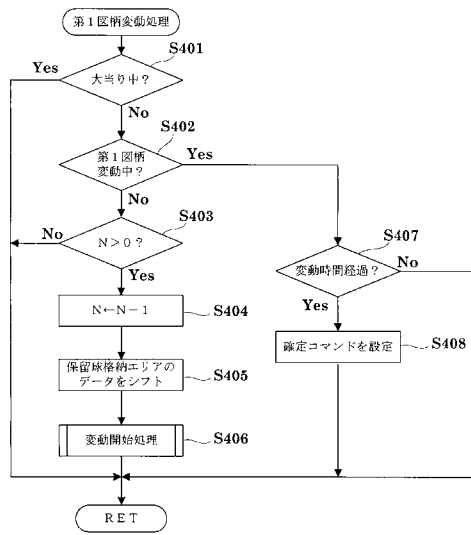 第１図柄変動処理
S401
Yes
大当り中？
No
S402
第１図柄
変動中？
Yes
No
S403
No
Ｎ＞０？
Yes
S407
変動時間経過？
No
Yes
Ｎ←Ｎ－１
S404
確定コマンドを設定
S408
保留球格納エリアの
データをシフト
S405
変動開始処理
S406
ＲＥＴ